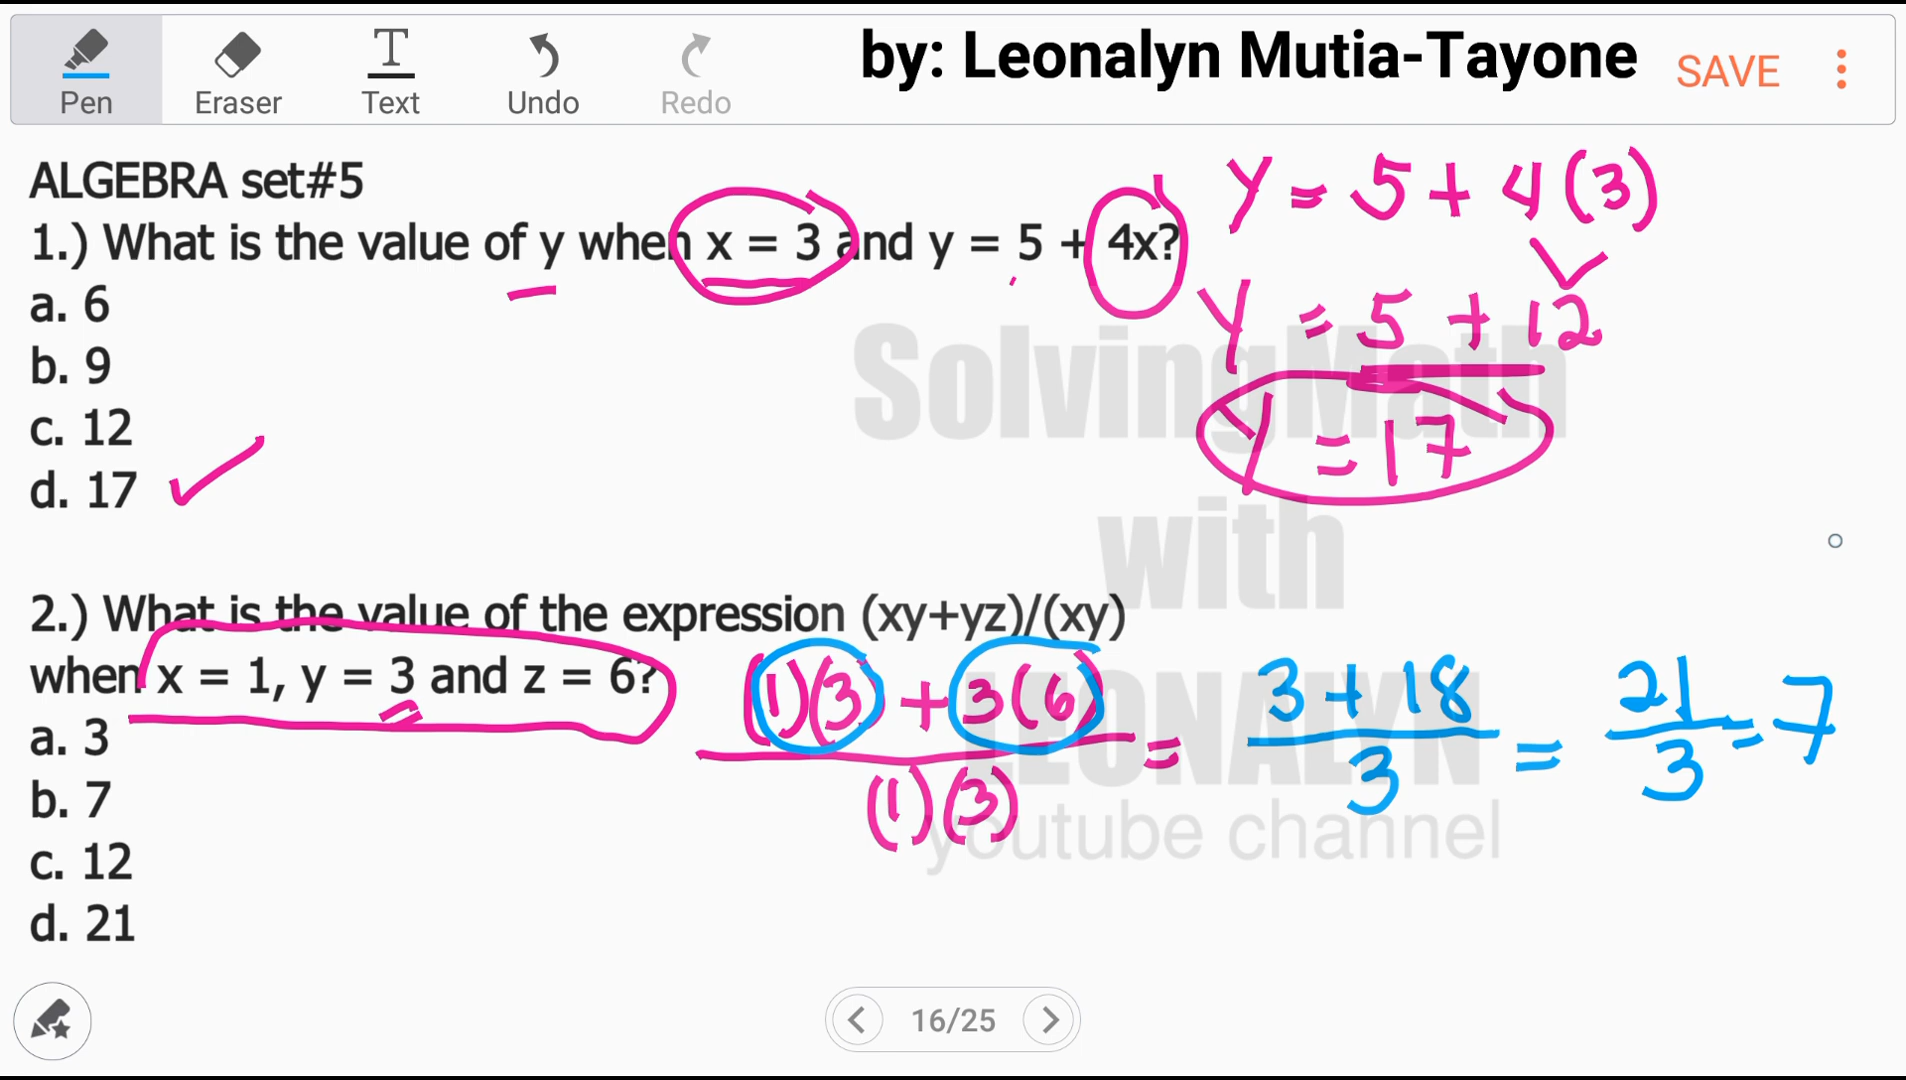 Pen Eraser Text Undo Redo by: Leonalyn Mutia-Tayone SAVE
ALGEBRA set#5
1.) What is the value of y when x = 3 and y = 5 + 4x?
a. 6
b. 9
c. 12
d. 17
y = 5 + 4 (3)
y = 5 + 12
y = 17
SolvingMath
with
LEONALYN
youtube channel
2.) What is the value of the expression (xy+yz)/(xy)
when x = 1, y = 3 and z = 6?
a. 3
b. 7
c. 12
d. 21
(1)(3) + 3(6) = 3 + 18 = 21 = 7
(1)(3) 3 3
16/25